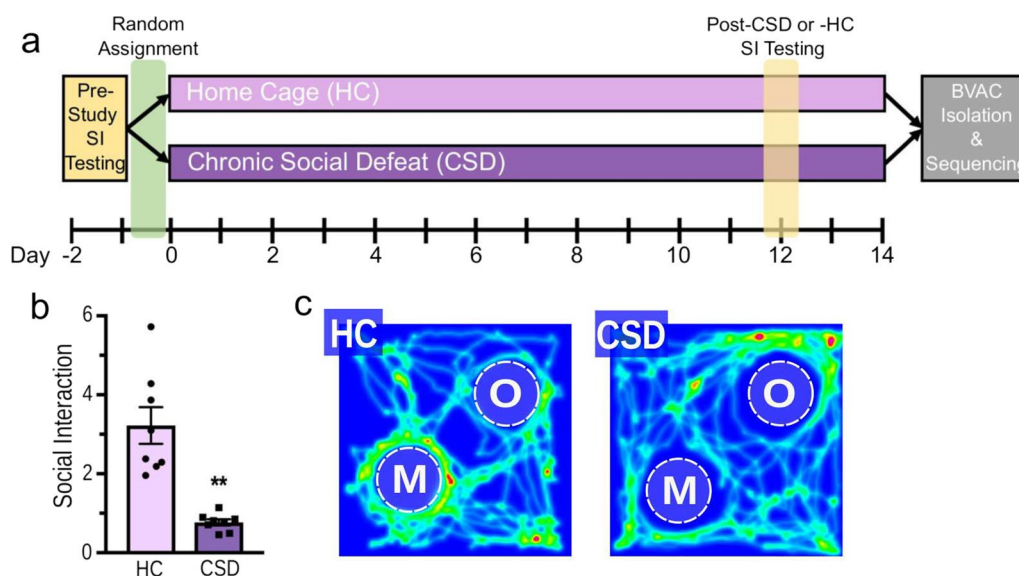 a
Random
Assignment
Post-CSD or -HC
SI Testing
Pre-
Study
SI
Testing
Home Cage (HC)
Chronic Social Defeat (CSD)
BVAC
Isolation
&
Sequencing
Day -2 0 2 4 6 8 10 12 14
b
Social Interaction
6
4
2
0
**
HC CSD
c
HC
O
M
CSD
O
M